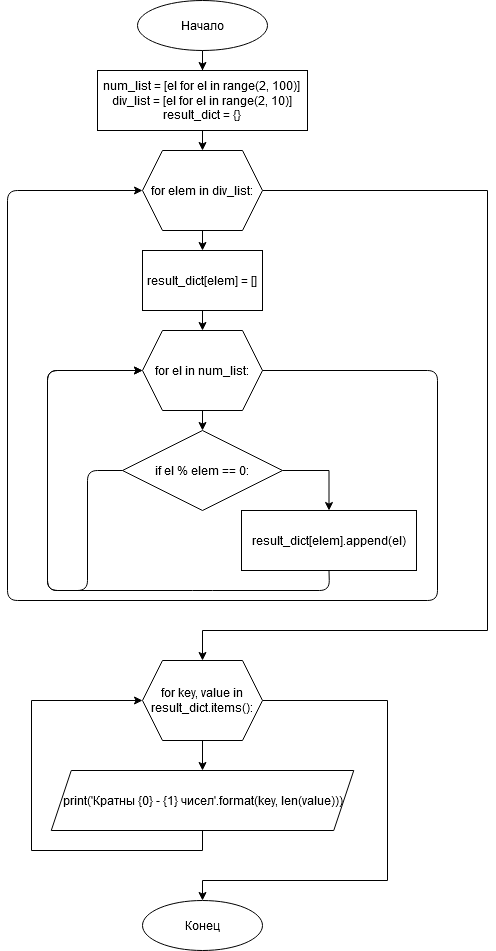 Начало
num_list = [el for el in range(2, 100)]
div_list = [el for el in range(2, 10)]
result_dict = {}
for elem in div_list:
result_dict[elem] = []
for el in num_list:
if el % elem == 0:
result_dict[elem].append(el)
for key, value in
result_dict.items():
print('Кратны {0} - {1} чисел'.format(key, len(value)))
Конец